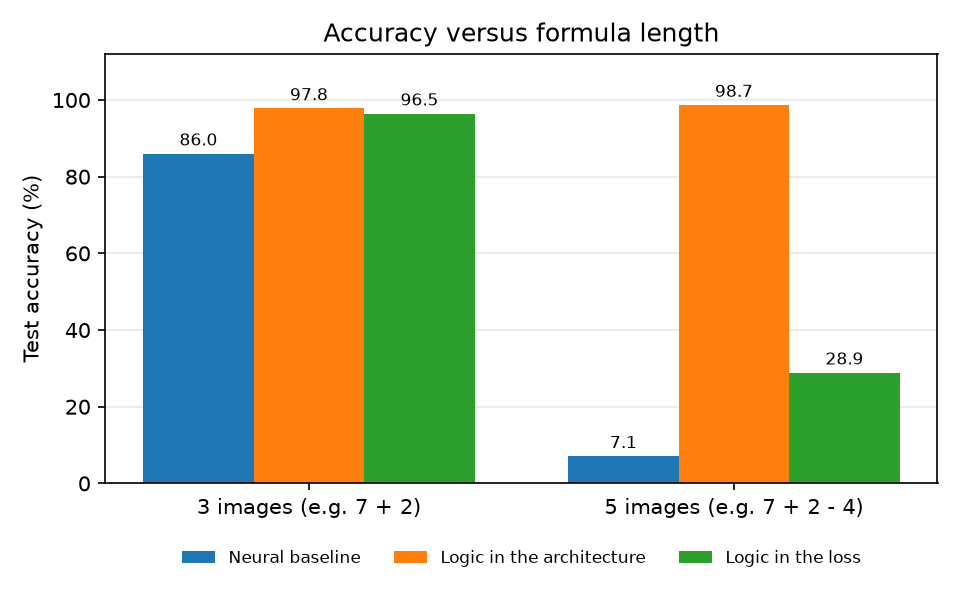 Accuracy versus formula length
Test accuracy (%)
100
80
60
40
20
0
86.0
97.8
96.5
7.1
98.7
28.9
3 images (e.g. 7 + 2)
5 images (e.g. 7 + 2 - 4)
Neural baseline
Logic in the architecture
Logic in the loss